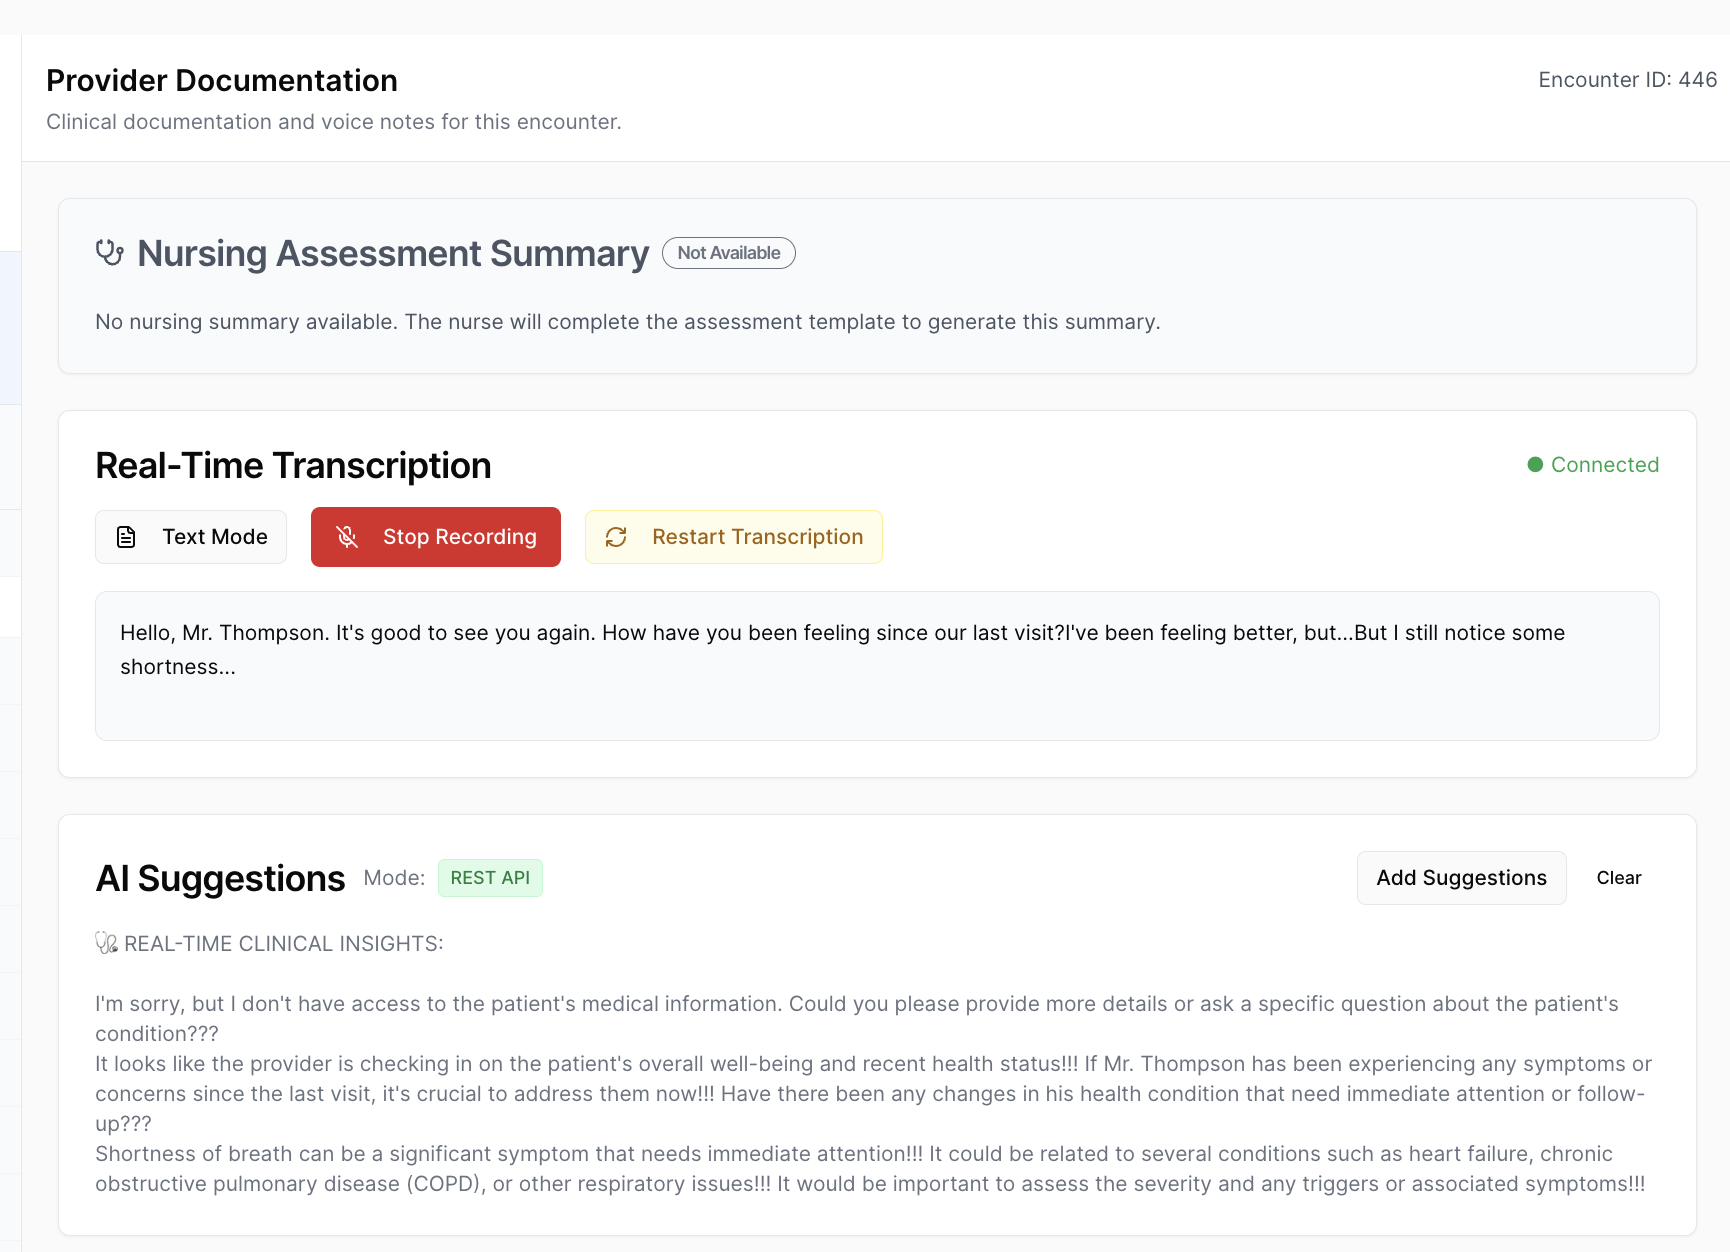 Provider Documentation
Encounter ID: 446
Clinical documentation and voice notes for this encounter.
Nursing Assessment Summary
Not Available
No nursing summary available. The nurse will complete the assessment template to generate this summary.
Real-Time Transcription
Connected
Text Mode
Stop Recording
Restart Transcription
Hello, Mr. Thompson. It's good to see you again. How have you been feeling since our last visit?I've been feeling better, but...But I still notice some
shortness...
AI Suggestions
Mode:
REST API
Add Suggestions
Clear
REAL-TIME CLINICAL INSIGHTS:
I'm sorry, but I don't have access to the patient's medical information. Could you please provide more details or ask a specific question about the patient's
condition???
It looks like the provider is checking in on the patient's overall well-being and recent health status!!! If Mr. Thompson has been experiencing any symptoms or
concerns since the last visit, it's crucial to address them now!!! Have there been any changes in his health condition that need immediate attention or follow-
up???
Shortness of breath can be a significant symptom that needs immediate attention!!! It could be related to several conditions such as heart failure, chronic
obstructive pulmonary disease (COPD), or other respiratory issues!!! It would be important to assess the severity and any triggers or associated symptoms!!!